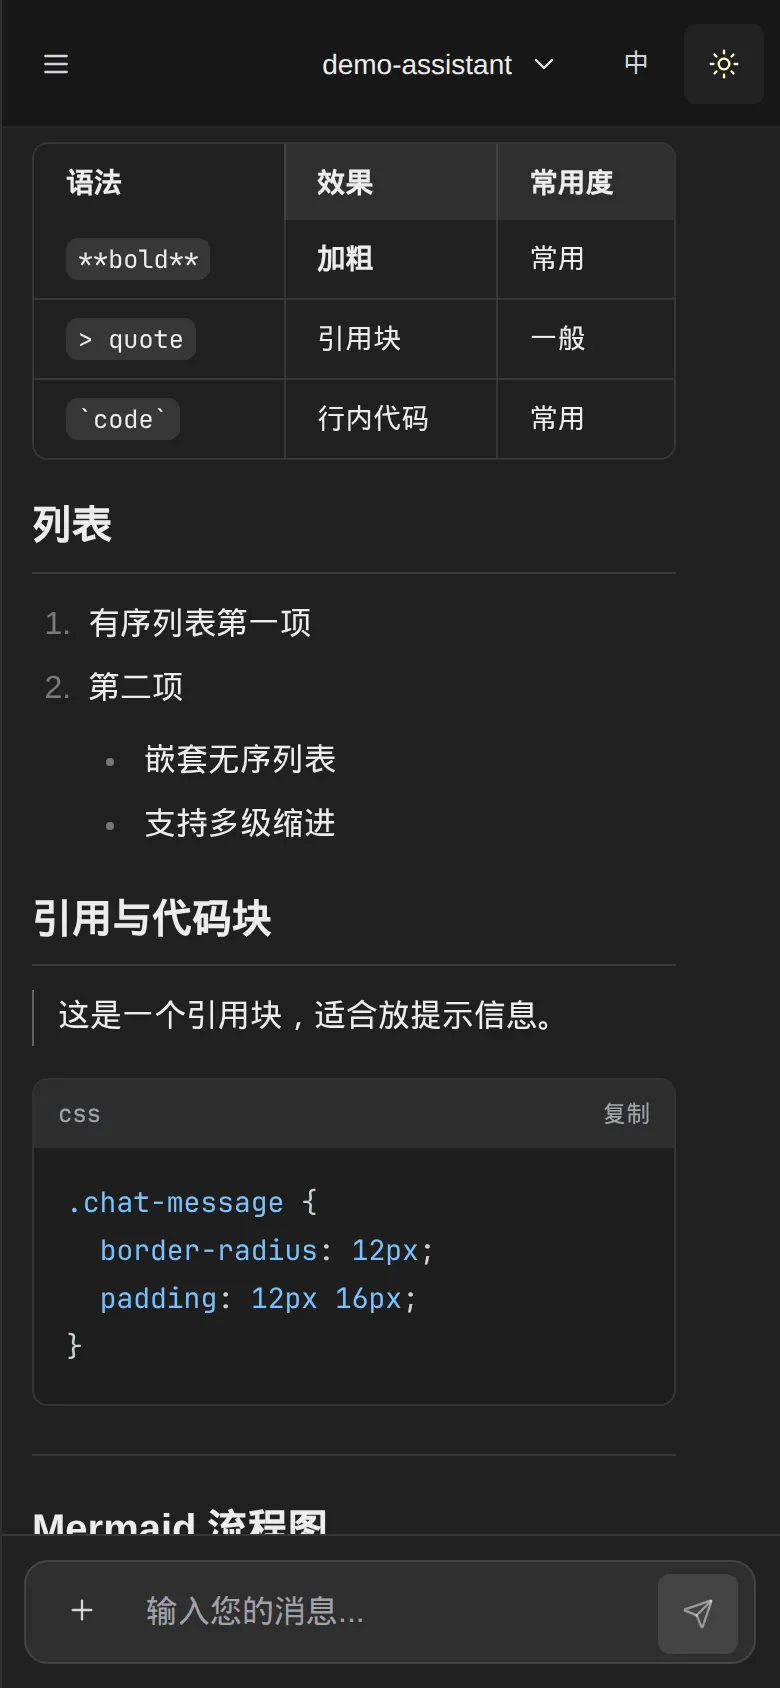 demo-assistant 中
语法 效果 常用度
**bold** 加粗 常用
> quote 引用块 一般
`code` 行内代码 常用
列表
1. 有序列表第一项
2. 第二项
• 嵌套无序列表
• 支持多级缩进
引用与代码块
这是一个引用块，适合放提示信息。
css 复制
.chat-message {
  border-radius: 12px;
  padding: 12px 16px;
}
Mermaid 流程图
+ 输入您的消息...